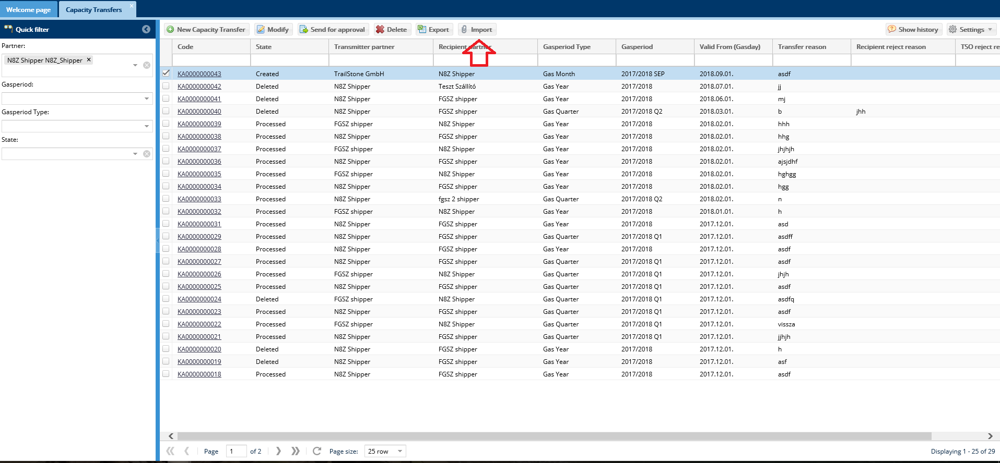 Welcome page Capacity Transfers
Quick filter
Partner:
N8Z Shipper N8Z_Shipper
Gasperiod:
Gasperiod Type:
State:
New Capacity Transfer Modify Send for approval Delete Export Import Show history Settings
Code State Transmitter partner Recipient partner Gasperiod Type Gasperiod Valid From (Gasday) Transfer reason Recipient reject reason TSO reject re
KA0000000043 Created TrailStone GmbH N8Z Shipper Gas Month 2017/2018 SEP 2018.09.01. asdf
KA0000000042 Deleted N8Z Shipper Teszt Szállító Gas Year 2017/2018 2018.07.01. jj
KA0000000041 Deleted N8Z Shipper FGSZ shipper Gas Year 2017/2018 2018.06.01. mj
KA0000000040 Deleted N8Z Shipper FGSZ shipper Gas Quarter 2017/2018 Q2 2018.03.01. b jhh
KA0000000039 Processed FGSZ shipper N8Z Shipper Gas Year 2017/2018 2018.02.01. hhh
KA0000000038 Processed N8Z Shipper FGSZ shipper Gas Year 2017/2018 2018.02.01. hhg
KA0000000037 Processed FGSZ shipper N8Z Shipper Gas Year 2017/2018 2018.02.01. jhjhjh
KA0000000036 Processed N8Z Shipper FGSZ shipper Gas Year 2017/2018 2018.02.01. ajsjdhf
KA0000000035 Processed FGSZ shipper N8Z Shipper Gas Year 2017/2018 2018.02.01. hghgg
KA0000000034 Processed N8Z Shipper FGSZ shipper Gas Year 2017/2018 2018.02.01. hgg
KA0000000033 Processed N8Z Shipper fgsz 2 shipper Gas Quarter 2017/2018 Q2 2018.02.01. n
KA0000000032 Processed FGSZ shipper N8Z Shipper Gas Year 2017/2018 2018.01.01. h
KA0000000031 Processed N8Z Shipper FGSZ shipper Gas Year 2017/2018 2017.12.01. asd
KA0000000029 Processed N8Z Shipper FGSZ shipper Gas Quarter 2017/2018 Q1 2017.12.01. asdff
KA0000000028 Processed N8Z Shipper FGSZ shipper Gas Year 2017/2018 2017.12.01. asdf
KA0000000027 Processed N8Z Shipper FGSZ shipper Gas Quarter 2017/2018 Q1 2017.12.01. asdf
KA0000000026 Processed FGSZ shipper N8Z Shipper Gas Quarter 2017/2018 Q1 2017.12.01. jhjh
KA0000000025 Processed N8Z Shipper FGSZ shipper Gas Quarter 2017/2018 Q1 2017.12.01. asdf
KA0000000024 Deleted FGSZ shipper N8Z Shipper Gas Quarter 2017/2018 Q1 2017.12.01. asdfq
KA0000000023 Processed N8Z Shipper FGSZ shipper Gas Quarter 2017/2018 Q1 2017.12.01. asdf
KA0000000022 Processed FGSZ shipper N8Z Shipper Gas Quarter 2017/2018 Q1 2017.12.01. vissza
KA0000000021 Processed N8Z Shipper FGSZ shipper Gas Quarter 2017/2018 Q1 2017.12.01. jjhjh
KA0000000020 Deleted N8Z Shipper FGSZ shipper Gas Year 2017/2018 2017.12.01. h
KA0000000019 Deleted N8Z Shipper FGSZ shipper Gas Year 2017/2018 2017.12.01. asf
KA0000000018 Processed N8Z Shipper FGSZ shipper Gas Year 2017/2018 2017.12.01. asdf
Page 1 of 2 Page size: 25 row Displaying 1 - 25 of 29